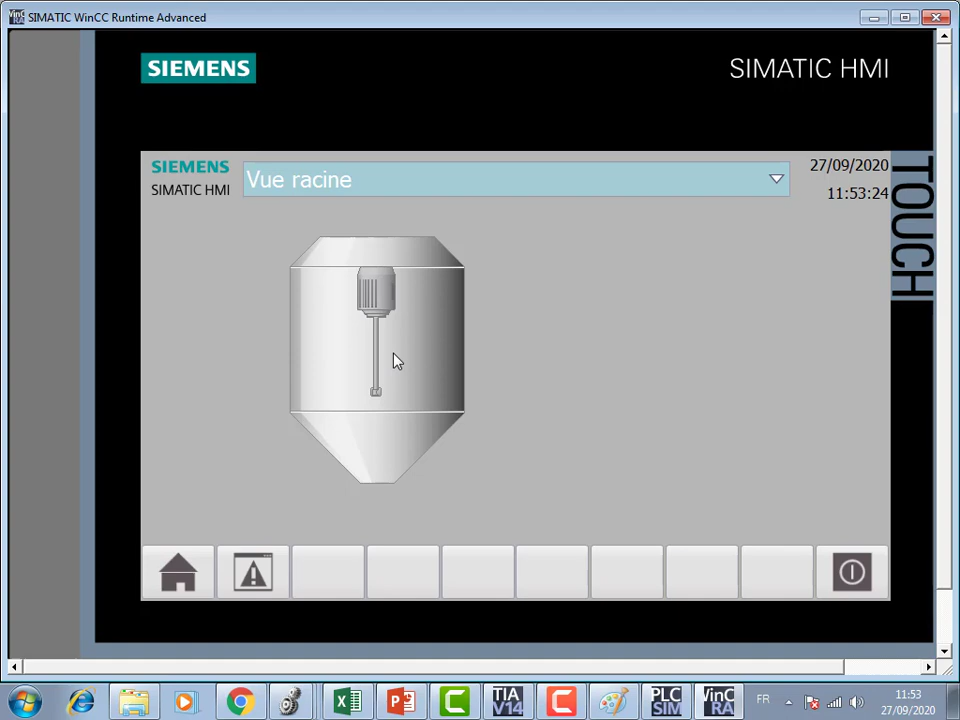 SIMATIC WinCC Runtime Advanced
SIEMENS
SIMATIC HMI
SIEMENS
SIMATIC HMI
Vue racine
27/09/2020
11:53:24
TOUCH
TIA
V14
PLC
SIM
WinC
RA
FR
11:53
27/09/2020